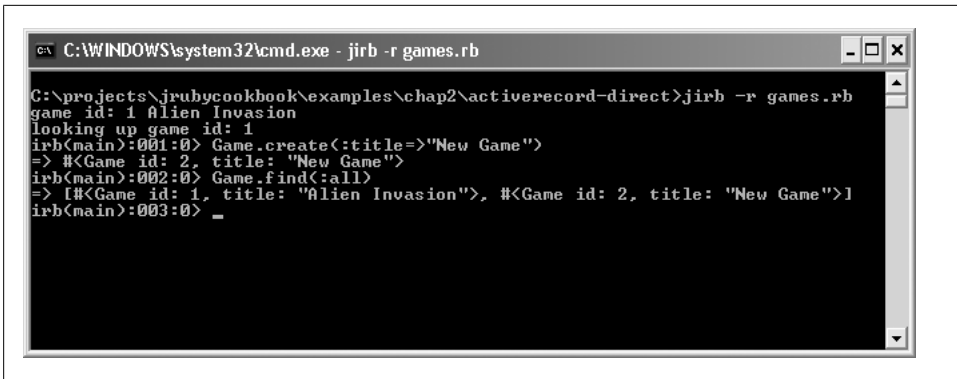 C:\WINDOWS\system32\cmd.exe - jirb -r games.rb
C:\projects\jrubycookbook\examples\chap2\activerecord-direct>jirb -r games.rb
game id: 1 Alien Invasion
looking up game id: 1
irb(main):001:0> Game.create(:title=>"New Game")
=> #<Game id: 2, title: "New Game">
irb(main):002:0> Game.find(:all)
=> [#<Game id: 1, title: "Alien Invasion">, #<Game id: 2, title: "New Game">]
irb(main):003:0> _